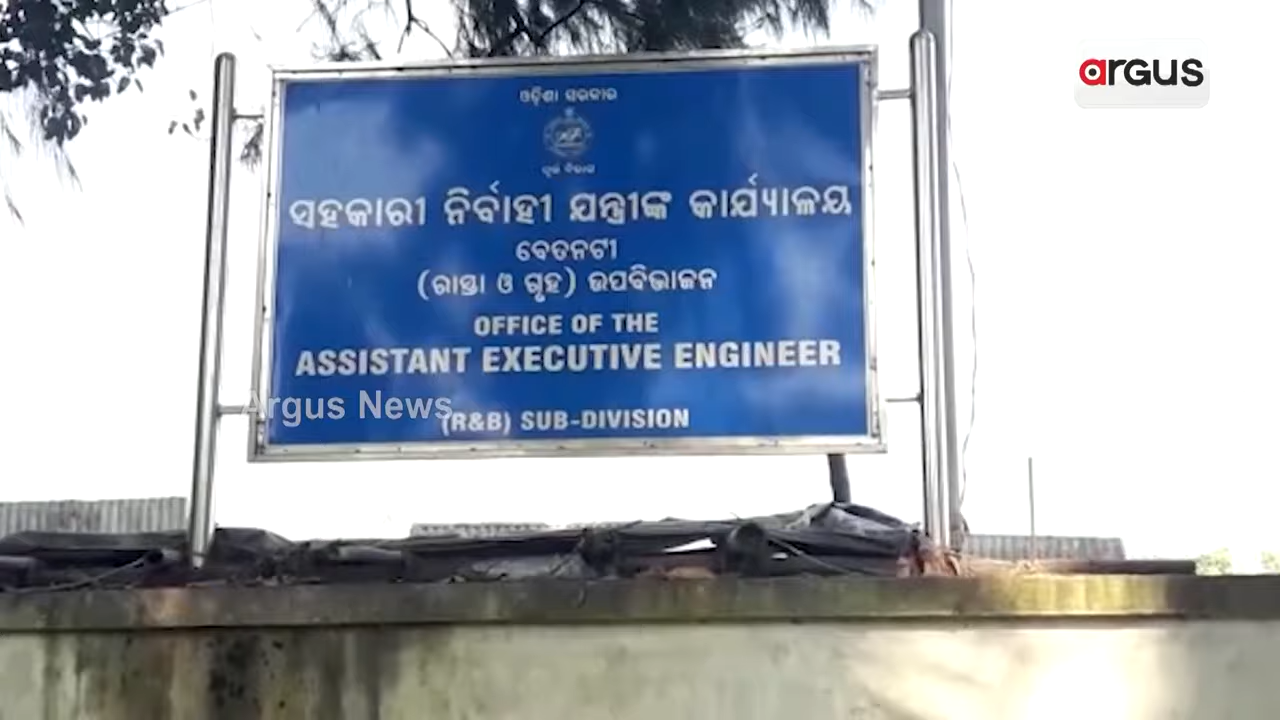 argus
ଓଡ଼ିଶା ସରକାର
ସହକାରୀ ନିର୍ବାହୀ ଯନ୍ତ୍ରୀଙ୍କ କାର୍ଯ୍ୟାଳୟ
ବେତନଟୀ
(ରାସ୍ତା ଓ ଗୃହ) ଉପବିଭାଜନ
OFFICE OF THE
ASSISTANT EXECUTIVE ENGINEER
Argus News
(R&B) SUB-DIVISION